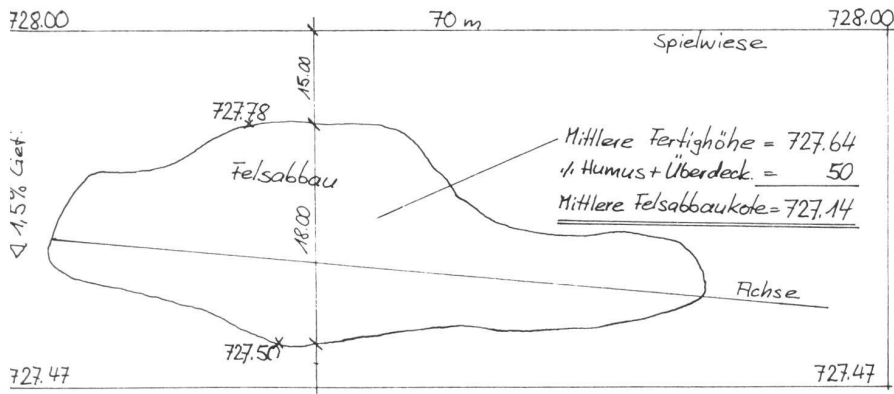 728.00 70 m 728.00
Spielwiese
15.00
727.78
Mittlere Fertighöhe = 727.64
./. Humus + Überdeck. = 50
Mittlere Felsabbaukote = 727.14
Felsabbau
1,5% Gef.
18.00
Achse
727.50
727.47 727.47